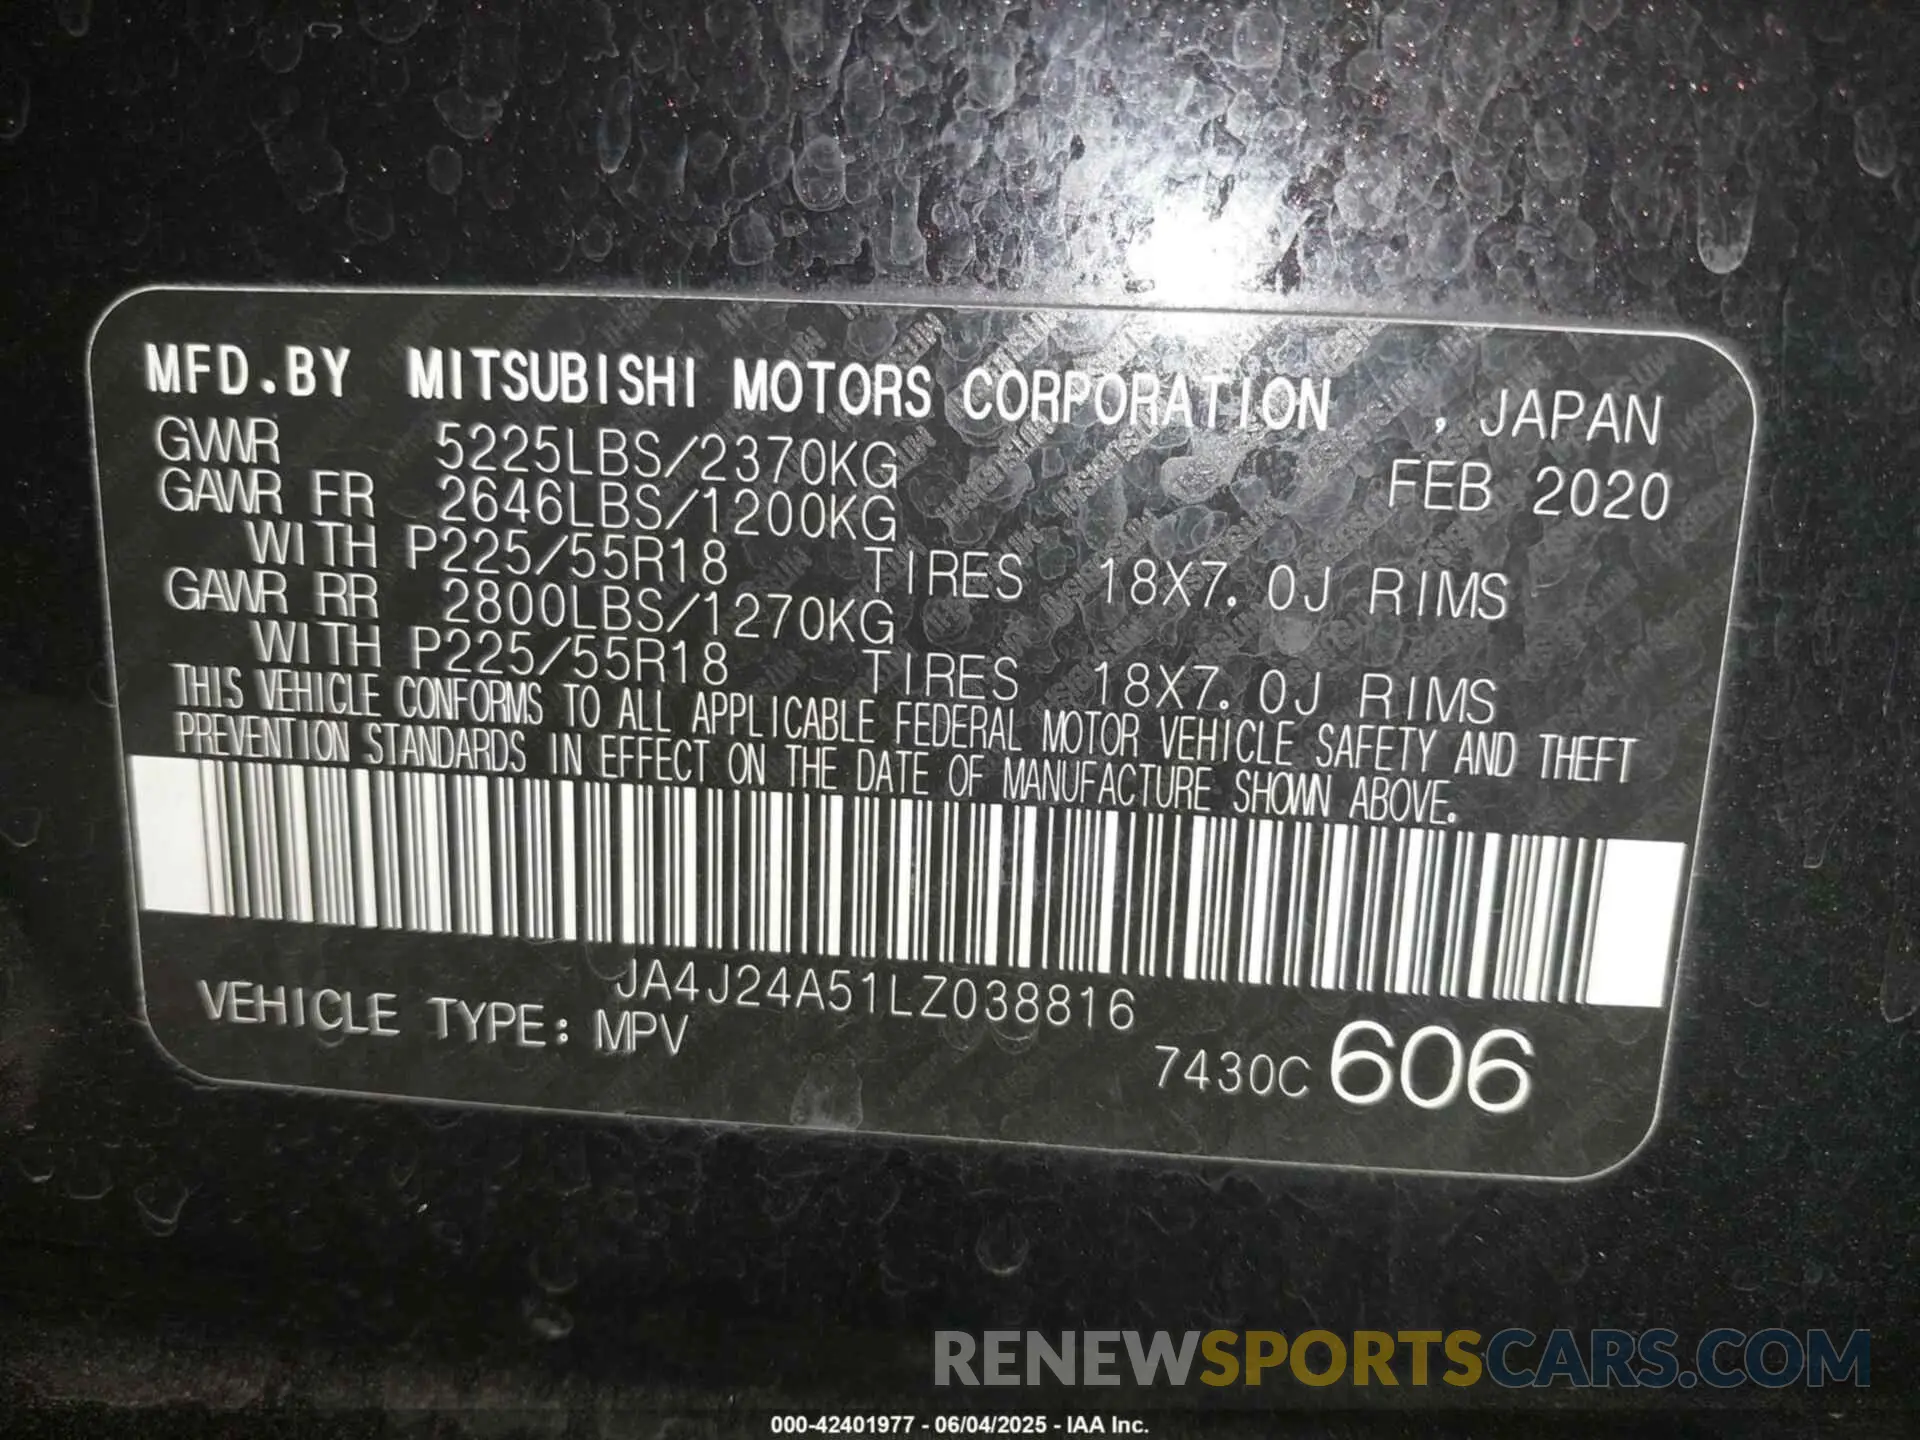 MFD.BY MITSUBISHI MOTORS CORPORATION , JAPAN
GVWR 5225LBS/2370KG FEB 2020
GAWR FR 2646LBS/1200KG
WITH P225/55R18 TIRES 18X7.0J RIMS
GAWR RR 2800LBS/1270KG
WITH P225/55R18 TIRES 18X7.0J RIMS
THIS VEHICLE CONFORMS TO ALL APPLICABLE FEDERAL MOTOR VEHICLE SAFETY AND THEFT
PREVENTION STANDARDS IN EFFECT ON THE DATE OF MANUFACTURE SHOWN ABOVE.
JA4J24A51LZ038816
VEHICLE TYPE: MPV
7430C 606
RENEWSPORTSCARS.COM
000-42401977 - 06/04/2025 - IAA Inc.